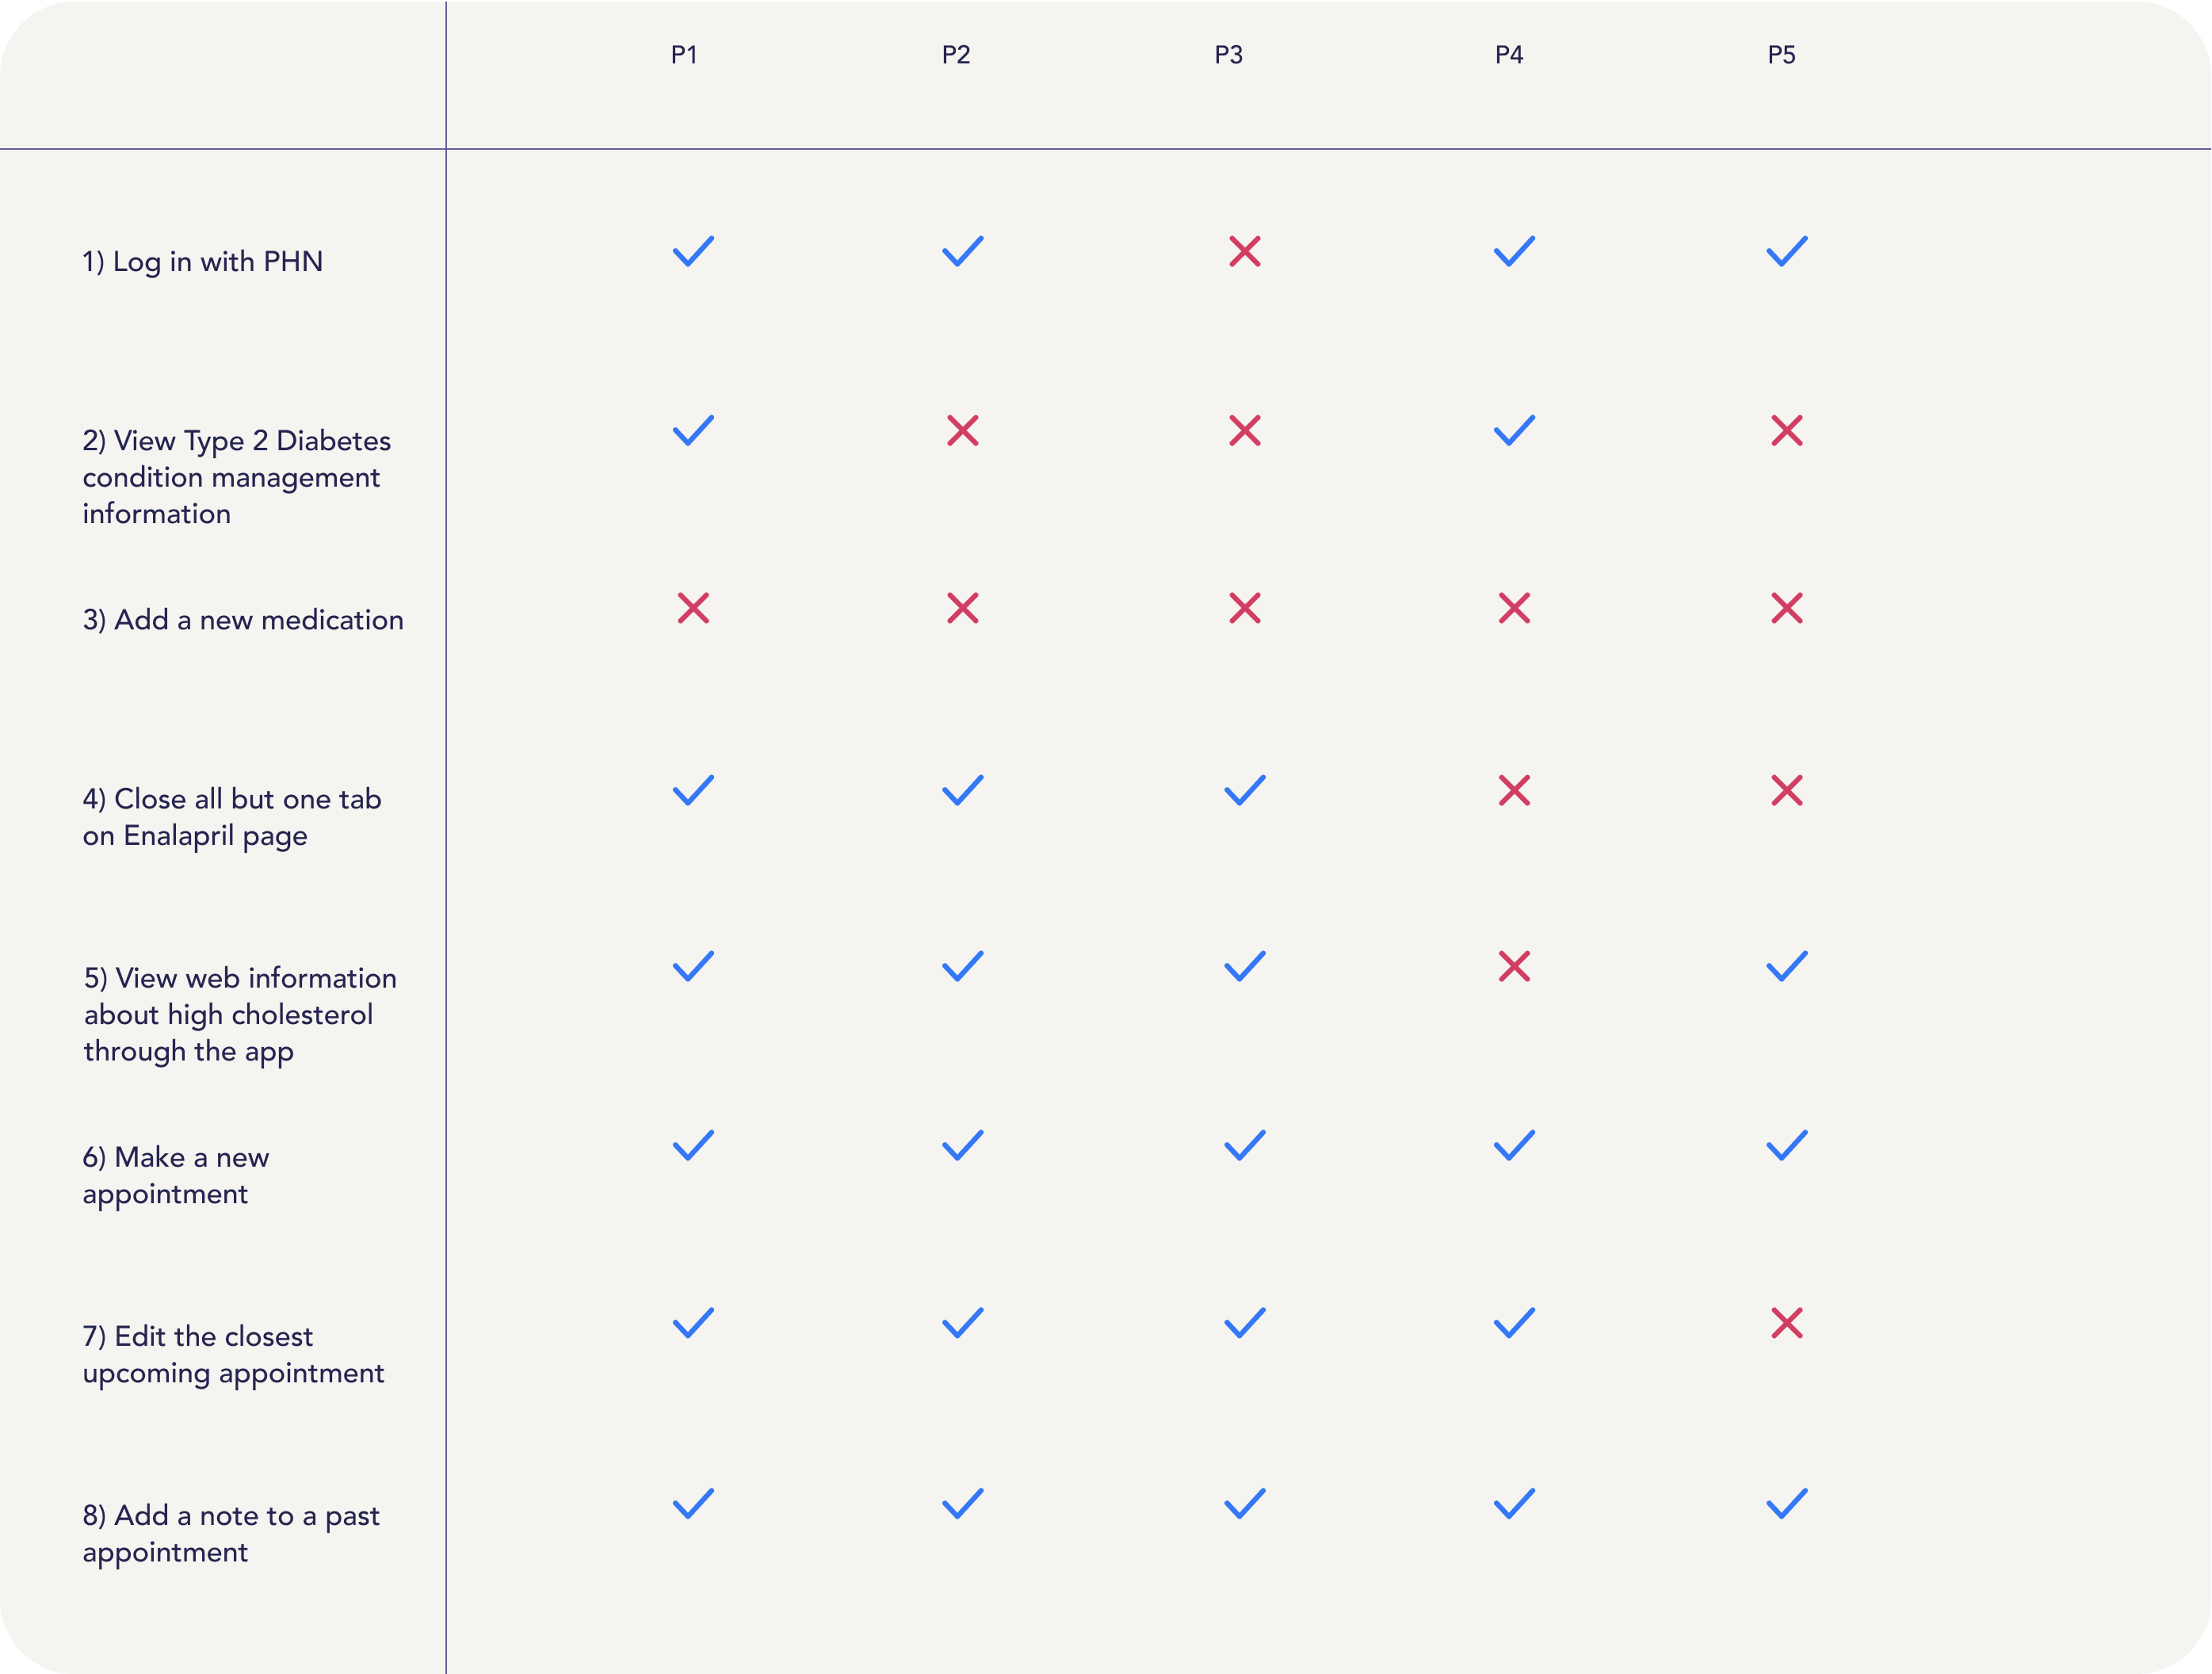 P1 P2 P3 P4 P5
1) Log in with PHN
2) View Type 2 Diabetes
condition management
information
3) Add a new medication
4) Close all but one tab
on Enalapril page
5) View web information
about high cholesterol
through the app
6) Make a new
appointment
7) Edit the closest
upcoming appointment
8) Add a note to a past
appointment